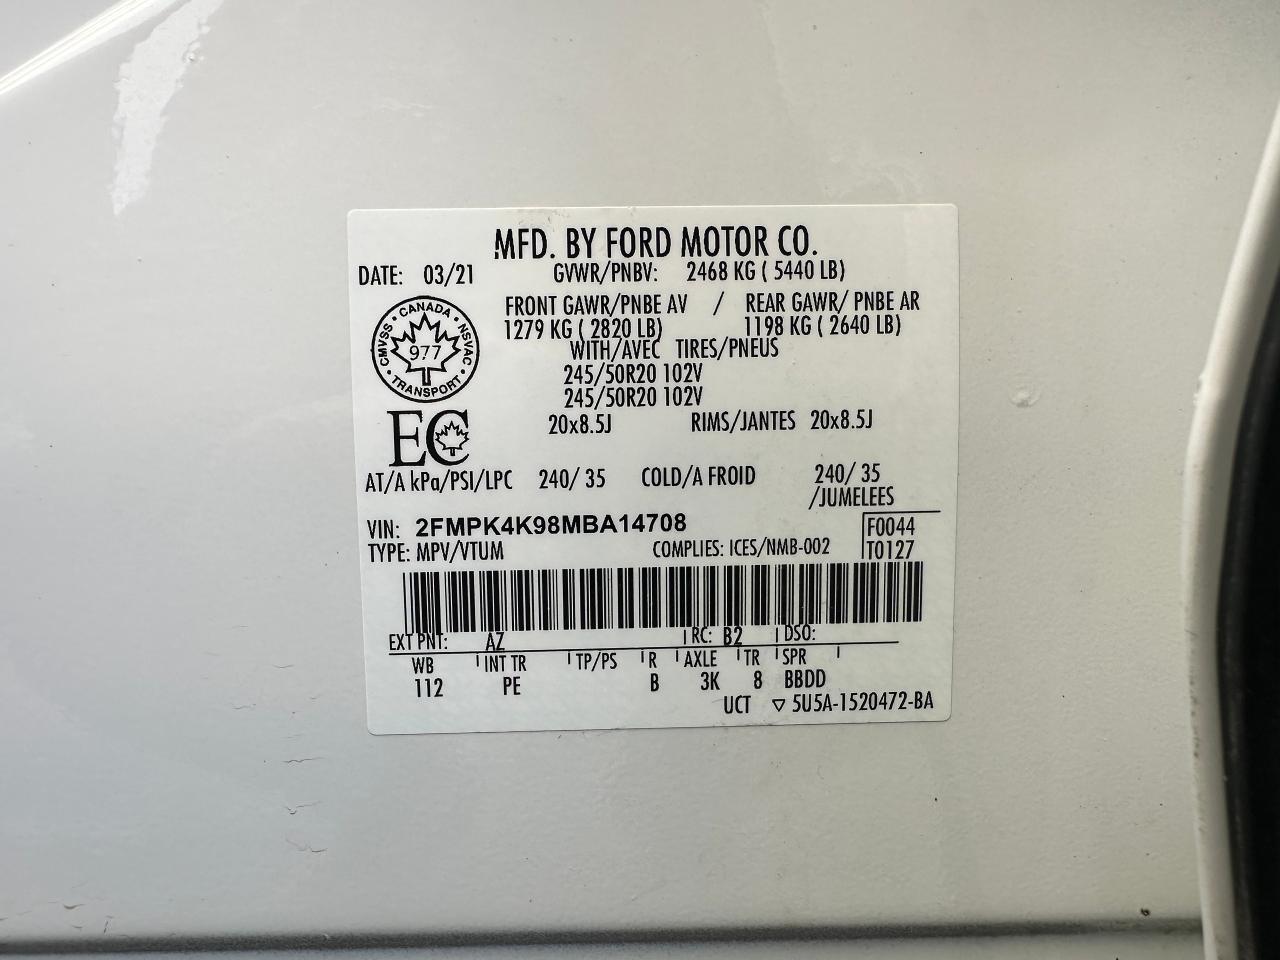 MFD. BY FORD MOTOR CO.
DATE: 03/21 GVWR/PNBV: 2468 KG ( 5440 LB)
FRONT GAWR/PNBE AV / REAR GAWR/ PNBE AR
1279 KG ( 2820 LB) 1198 KG ( 2640 LB)
WITH/AVEC TIRES/PNEUS
245/50R20 102V
245/50R20 102V
20x8.5J RIMS/JANTES 20x8.5J
CANADA
CMVSS 977 NSVAC
TRANSPORT
EC
AT/A kPa/PSI/LPC 240/ 35 COLD/A FROID 240/ 35
/JUMELEES
VIN: 2FMPK4K98MBA14708 F0044
TYPE: MPV/VTUM COMPLIES: ICES/NMB-002 T0127
EXT PNT: AZ RC: B2 DSO:
WB INT TR TP/PS R AXLE TR SPR
112 PE B 3K 8 BBDD
UCT ▽ 5U5A-1520472-BA